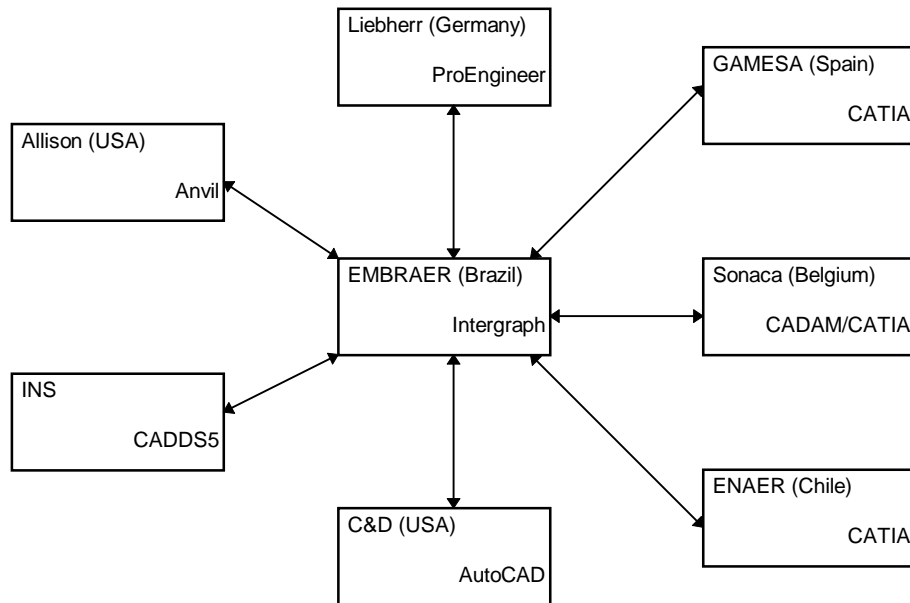 Liebherr (Germany)
ProEngineer
GAMESA (Spain)
CATIA
Allison (USA)
Anvil
EMBRAER (Brazil)
Intergraph
Sonaca (Belgium)
CADAM/CATIA
INS
CADDS5
C&D (USA)
AutoCAD
ENAER (Chile)
CATIA